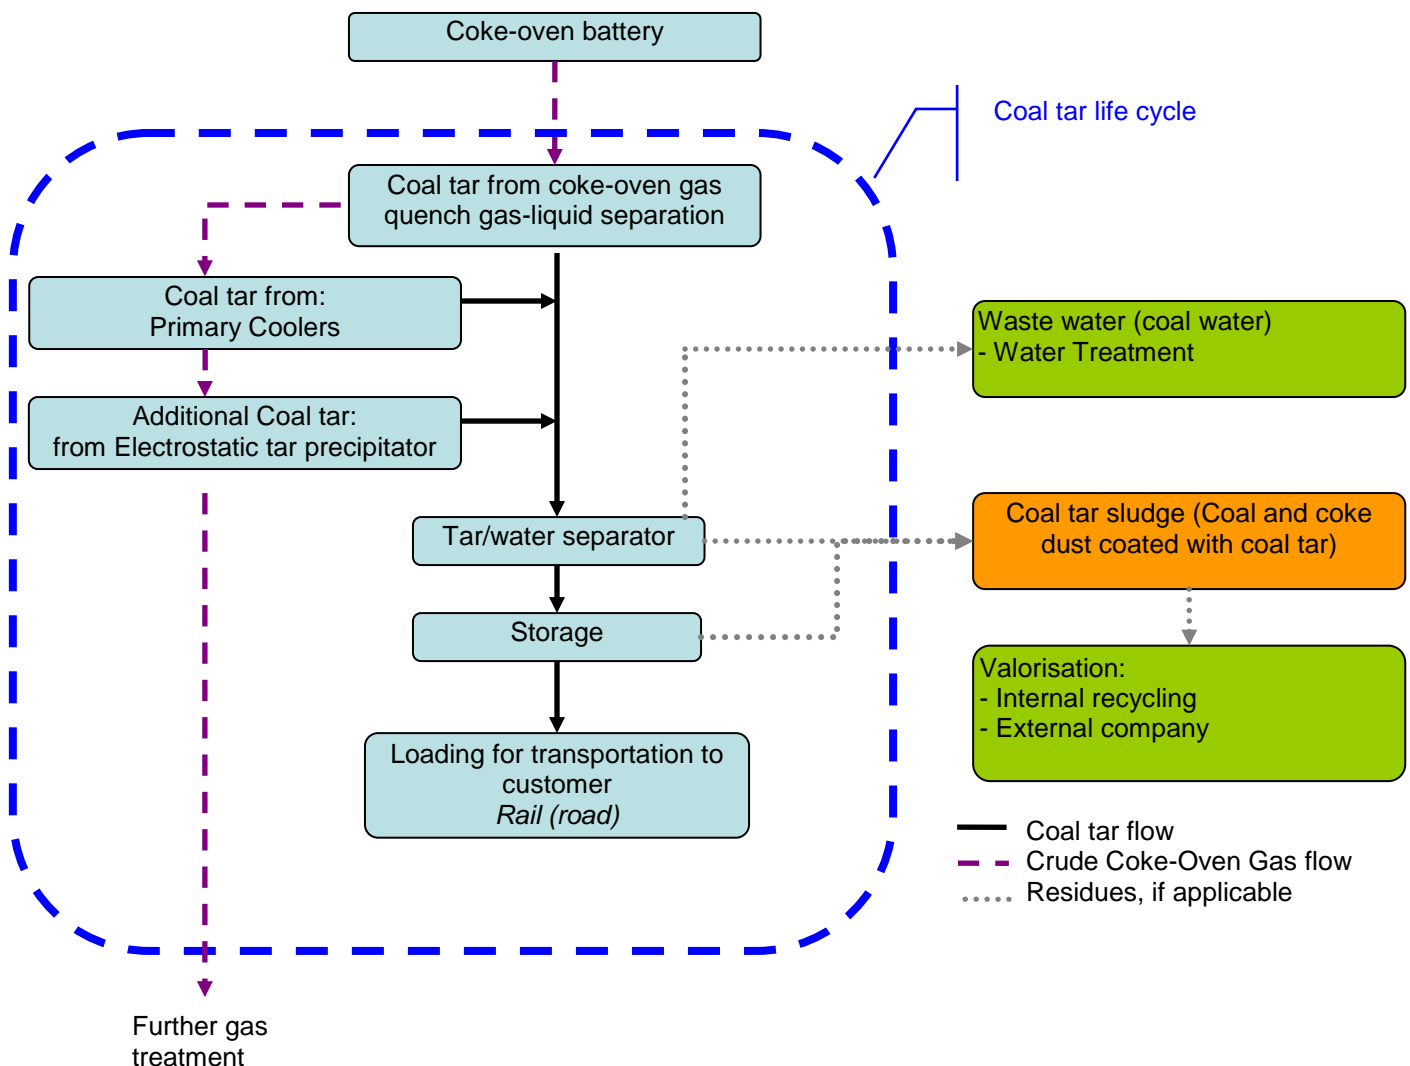 Coke-oven battery
Coal tar life cycle
Coal tar from coke-oven gas
quench gas-liquid separation
Coal tar from:
Primary Coolers
Waste water (coal water)
- Water Treatment
Additional Coal tar:
from Electrostatic tar precipitator
Coal tar sludge (Coal and coke
dust coated with coal tar)
Tar/water separator
Storage
Valorisation:
- Internal recycling
- External company
Loading for transportation to
customer
Rail (road)
Coal tar flow
Crude Coke-Oven Gas flow
Residues, if applicable
Further gas
treatment